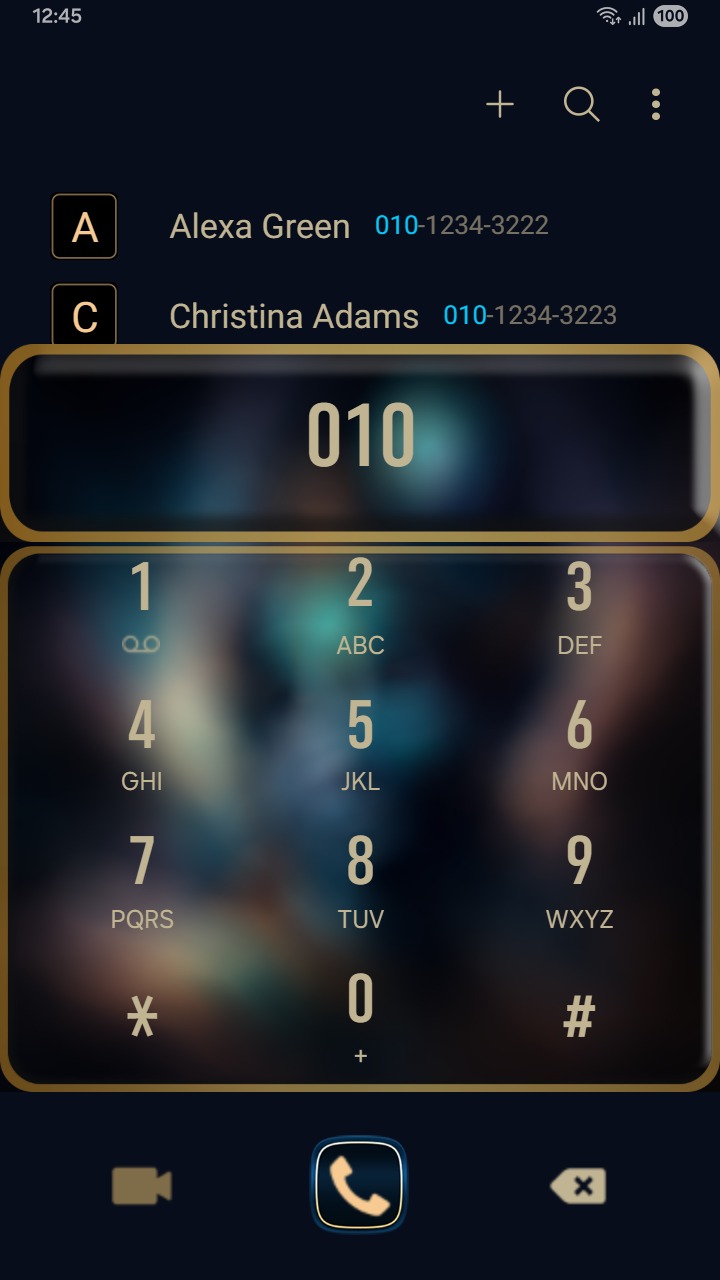 12:45 100
A Alexa Green 010-1234-3222
C Christina Adams 010-1234-3223
010
1 2 3
ABC DEF
4 5 6
GHI JKL MNO
7 8 9
PQRS TUV WXYZ
* 0 #
+